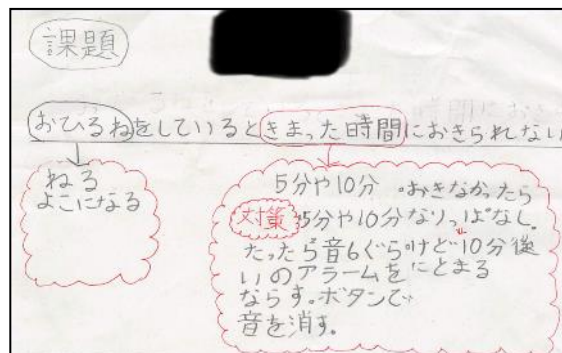 課題
おひるねをしているときまった時間におきられない
ねる
よこになる
5分や10分
対策
たったら音6ぐら
いのアラームを
ならす。ボタンで
音を消す。
・おきなかったら
5分や10分なりっぱなし。
けど10分後
にとまる